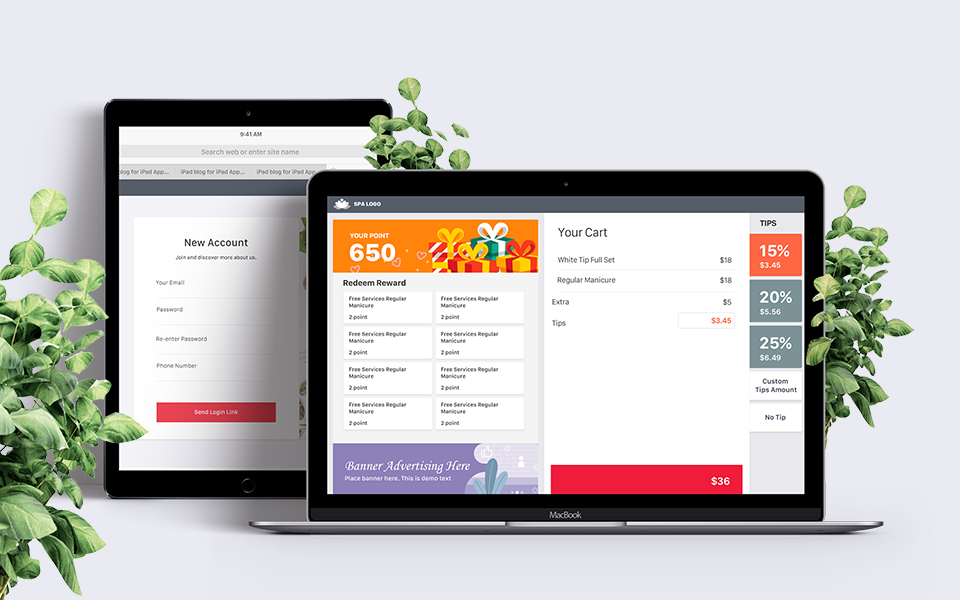 9:41 AM
Search web or enter site name
log for iPad App...
iPad blog for iPad App...
iPad blog for iPad App...
New Account
Join and discover more about us.
Your Email
Password
Re-enter Password
Phone Number
Send Login Link
SPA LOGO
YOUR POINT
650
Redeem Reward
Free Services Regular
Manicure
2 point
Free Services Regular
Manicure
2 point
Free Services Regular
Manicure
2 point
Free Services Regular
Manicure
2 point
Free Services Regular
Manicure
2 point
Free Services Regular
Manicure
2 point
Free Services Regular
Manicure
2 point
Free Services Regular
Manicure
2 point
Banner Advertising Here
Place banner here. This is demo text
Your Cart
White Tip Full Set $18
Regular Manicure $18
Extra $5
Tips $3.45
$36
TIPS
15%
$3.45
20%
$5.56
25%
$6.49
Custom
Tips Amount
No Tip
MacBook